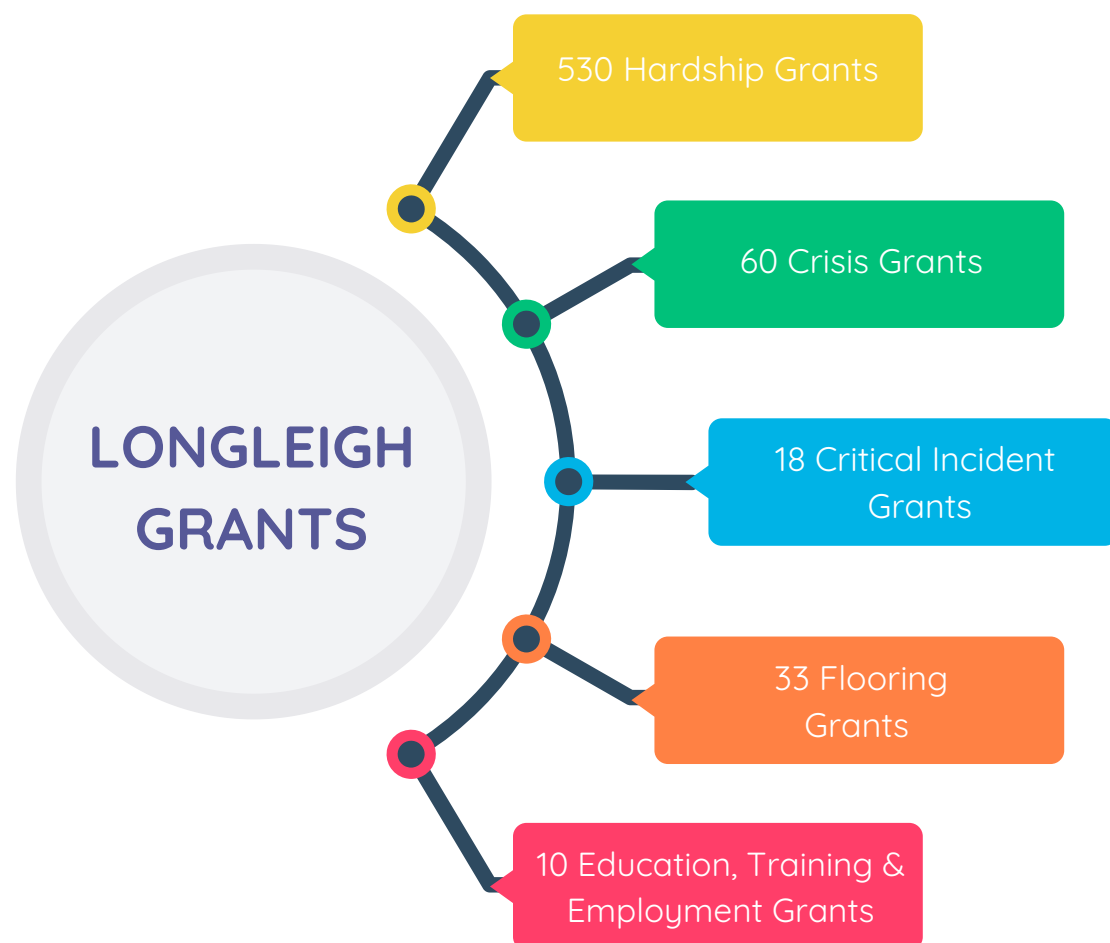 LONGLEIGH
GRANTS
530 Hardship Grants
60 Crisis Grants
18 Critical Incident
Grants
33 Flooring
Grants
10 Education, Training &
Employment Grants